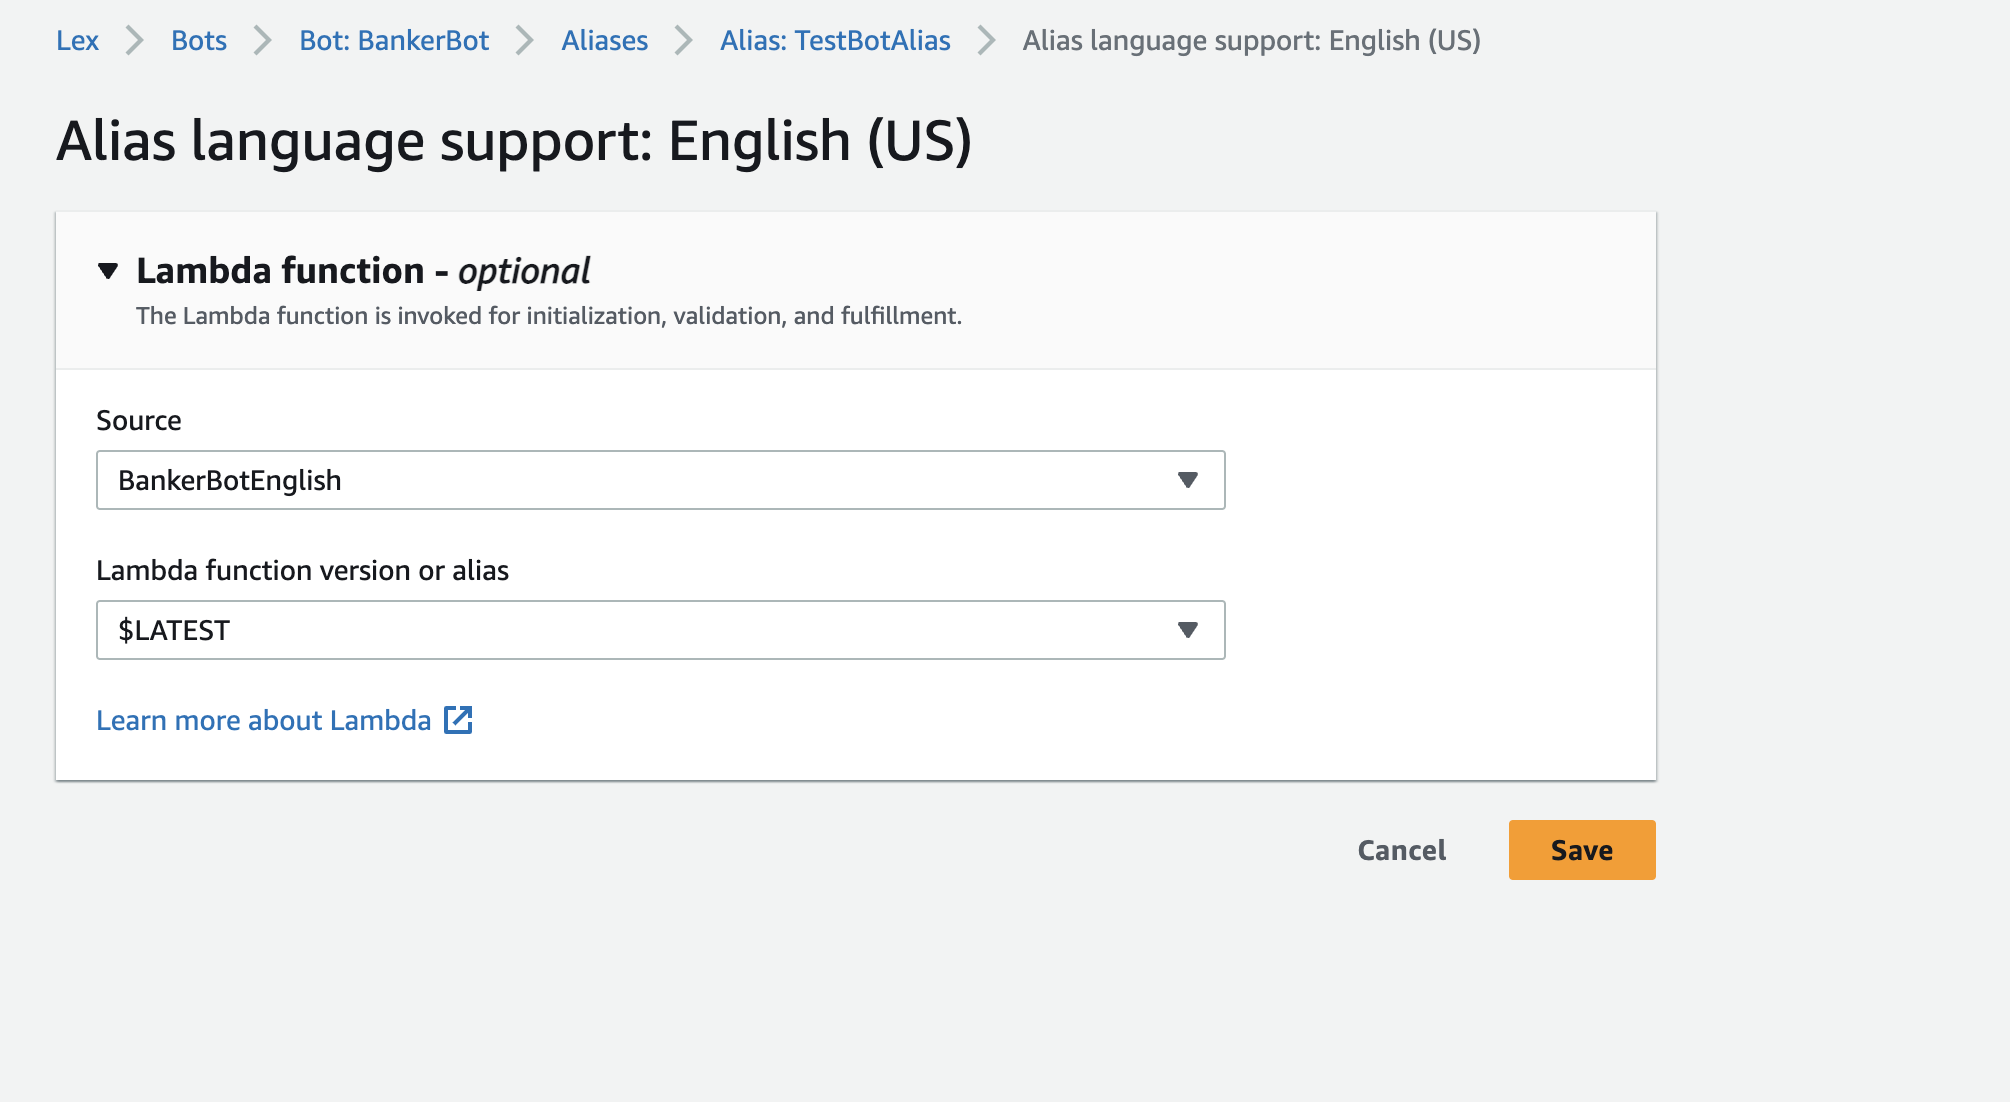 Lex Bots Bot: BankerBot Aliases Alias: TestBotAlias Alias language support: English (US)
Alias language support: English (US)
Lambda function - optional
The Lambda function is invoked for initialization, validation, and fulfillment.
Source
BankerBotEnglish
Lambda function version or alias
$LATEST
Learn more about Lambda
Cancel Save